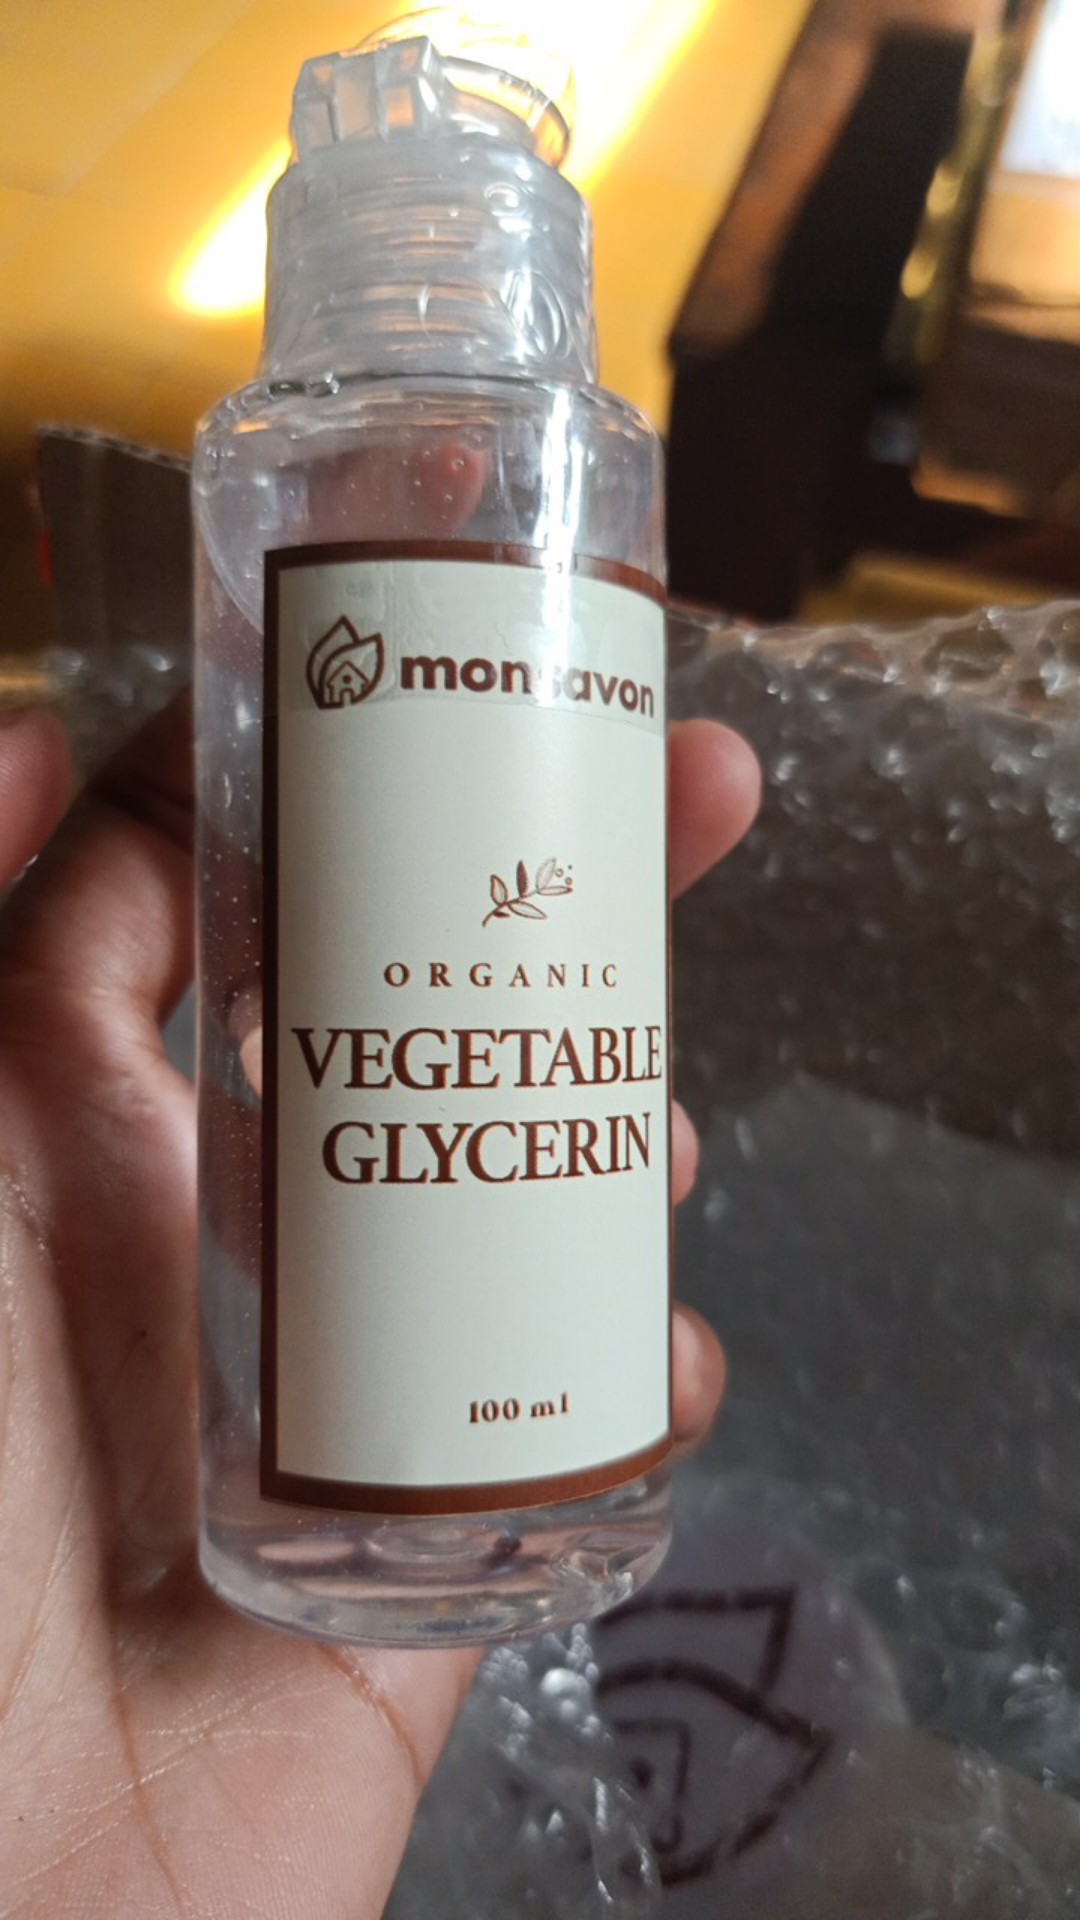 monsavon
ORGANIC
VEGETABLE
GLYCERIN
100 ml